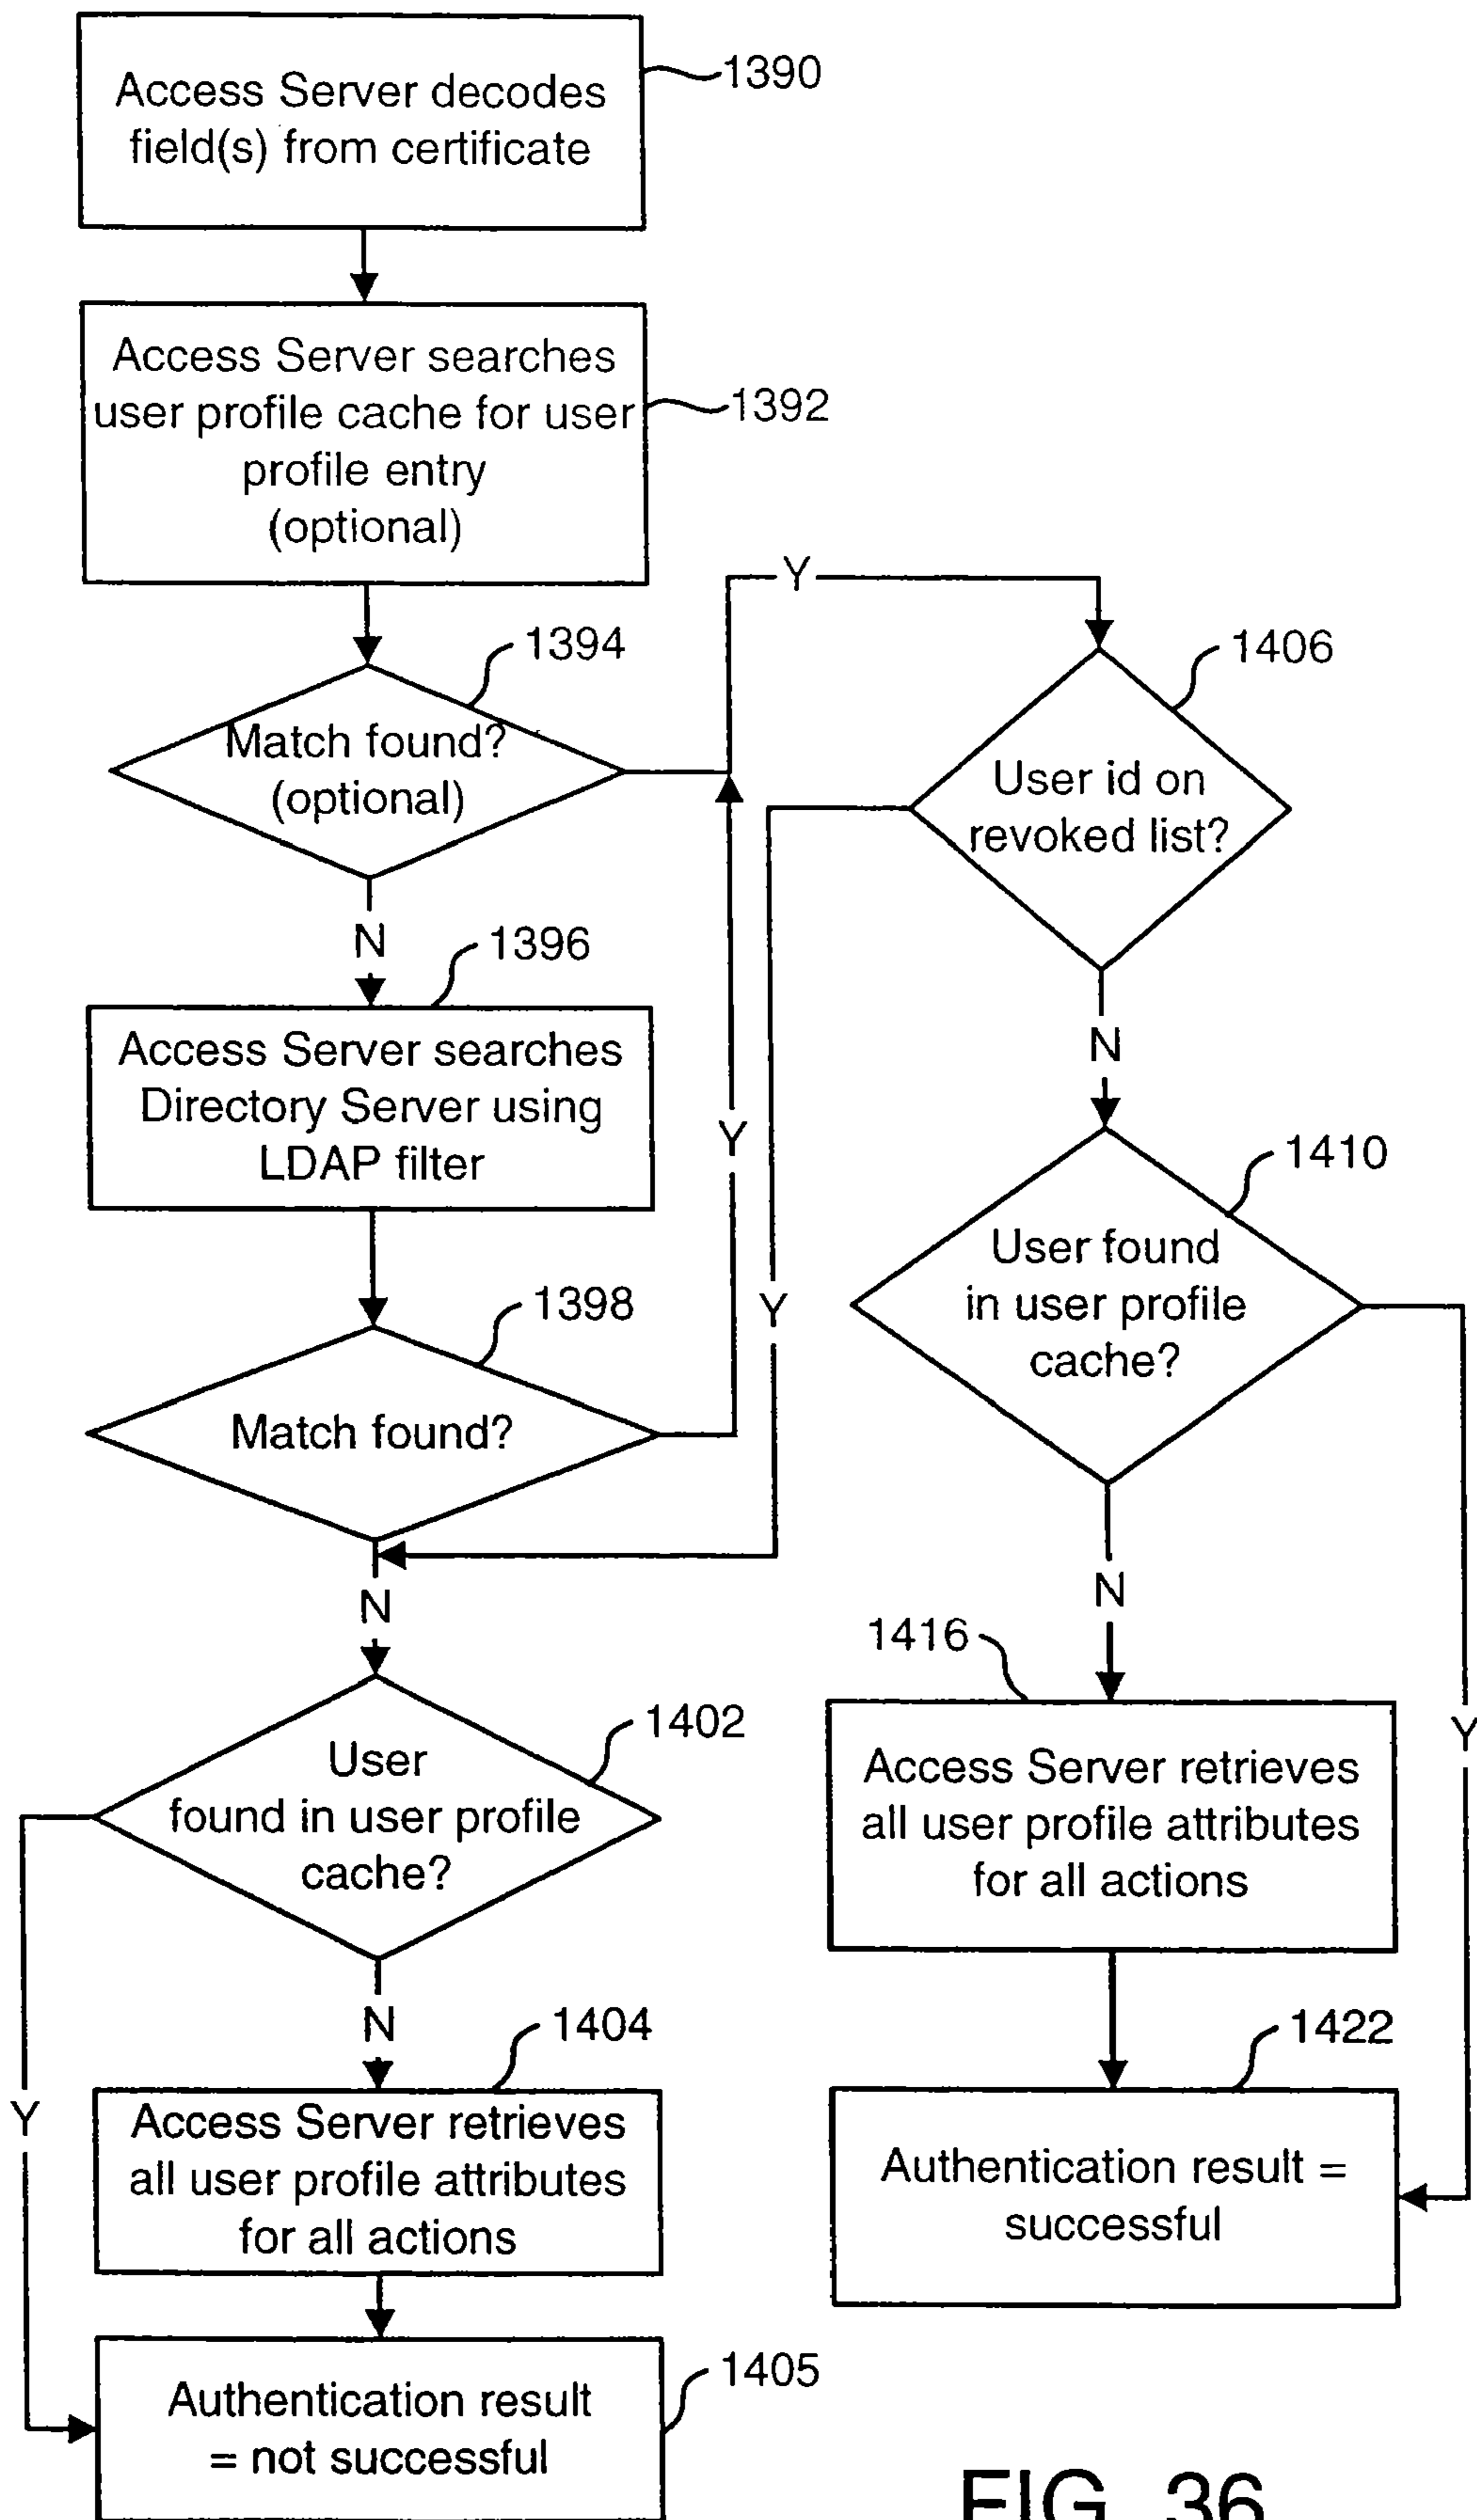 Access Server decodes
field(s) from certificate
1390
Access Server searches
user profile cache for user
profile entry
(optional)
1392
Y
1394
Match found?
(optional)
1406
User id on
revoked list?
N
1396
Access Server searches
Directory Server using
LDAP filter
N
Y
1410
User found
in user profile
cache?
1398
Match found?
Y
N
N
1416
Access Server retrieves
all user profile attributes
for all actions
Y
1402
User
found in user profile
cache?
N
1404
Access Server retrieves
all user profile attributes
for all actions
Y
1422
Authentication result =
successful
1405
Authentication result
= not successful
FIG. 36